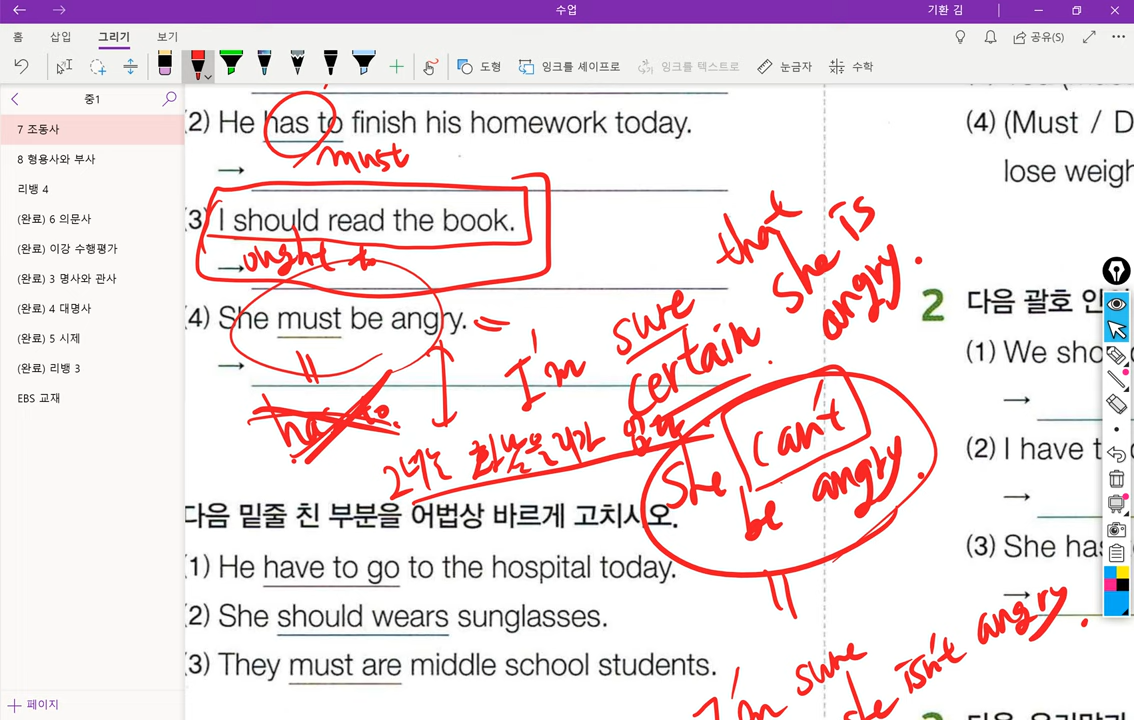 수업
기환 김
홈 삽입 그리기 보기
공유(S)
도형
잉크를 셰이프로
잉크를 텍스트로
눈금자
수학
중1
7 조동사
8 형용사와 부사
리뱅 4
(완료) 6 의문사
(완료) 이강 수행평가
(완료) 3 명사와 관사
(완료) 4 대명사
(완료) 5 시제
(완료) 리뱅 3
EBS 교재
페이지
(2) He has to finish his homework today.
must
→
(3) I should read the book.
→ ought to
(4) She must be angry. =
I'm sure
certain
that she is angry.
→
그녀는 화났을리가 없다.
She can't
be angry.
다음 밑줄 친 부분을 어법상 바르게 고치시오.
(1) He have to go to the hospital today.
(2) She should wears sunglasses.
(3) They must are middle school students.
I'm sure
she isn't angry.
(4) (Must / D
lose weigh
2 다음 괄호 안
(1) We sho
→
(2) I have t
→
(3) She has
→